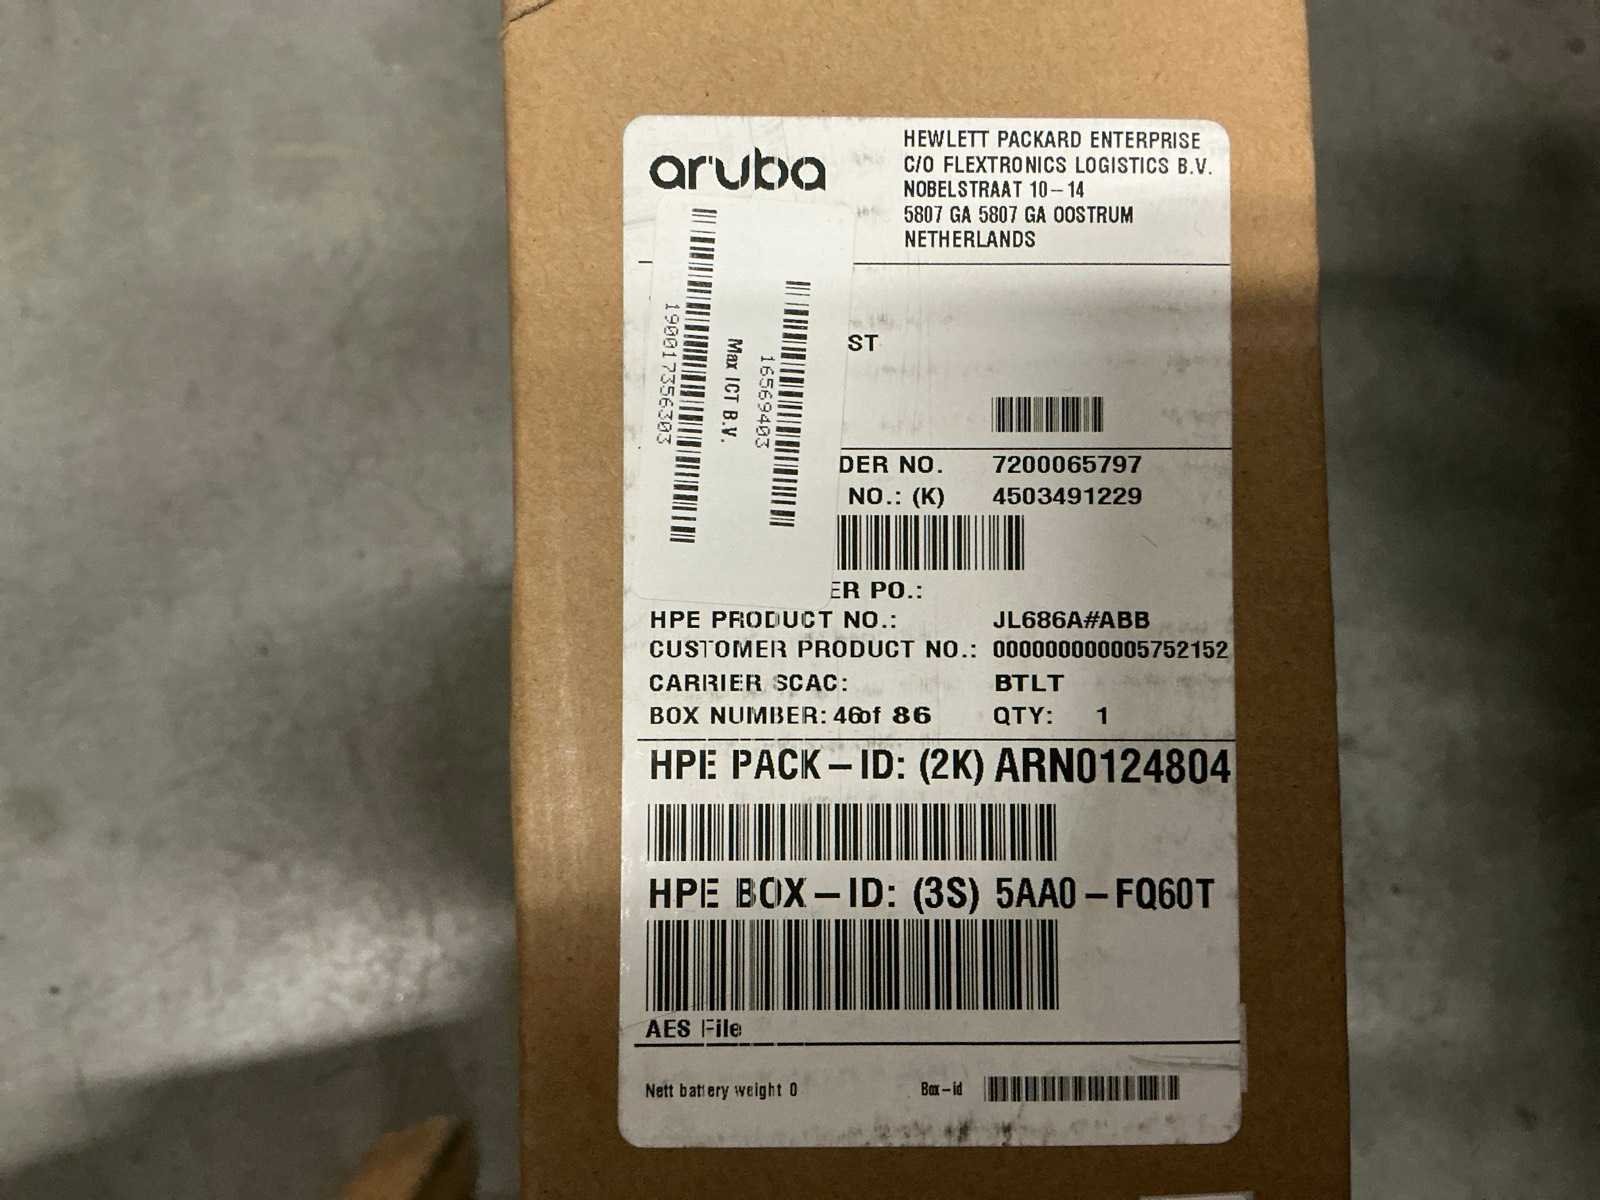 aruba
HEWLETT PACKARD ENTERPRISE
C/O FLEXTRONICS LOGISTICS B.V.
NOBELSTRAAT 10-14
5807 GA 5807 GA OOSTRUM
NETHERLANDS
190017356303
Max ICT B.V.
16569403
ST
DER NO. 7200065797
NO.: (K) 4503491229
ER PO.:
HPE PRODUCT NO.: JL686A#ABB
CUSTOMER PRODUCT NO.: 000000000005752152
CARRIER SCAC: BTLT
BOX NUMBER: 46of 86 QTY: 1
HPE PACK-ID: (2K) ARN0124804
HPE BOX-ID: (3S) 5AA0-FQ60T
AES File
Nett battery weight 0 Box-id